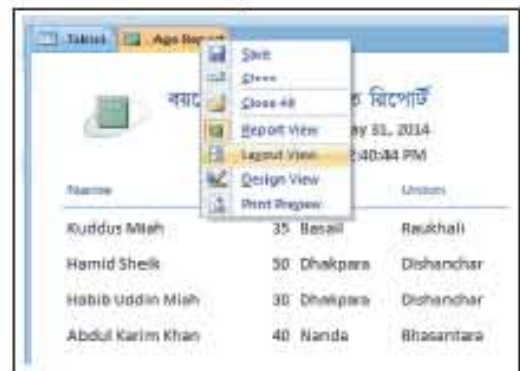 Table1 Age Report
Save
Close
Close All
Report View
Layout View
Design View
Print Preview
রিপোর্ট
ay 31, 2014
2:40:44 PM
Name Union
Kuddus Miah 35 Basail Raukhali
Hamid Sheik 50 Dhakpara Dishanchar
Habib Uddin Miah 30 Dhakpara Dishanchar
Abdul Karim Khan 40 Nanda Bhasantara